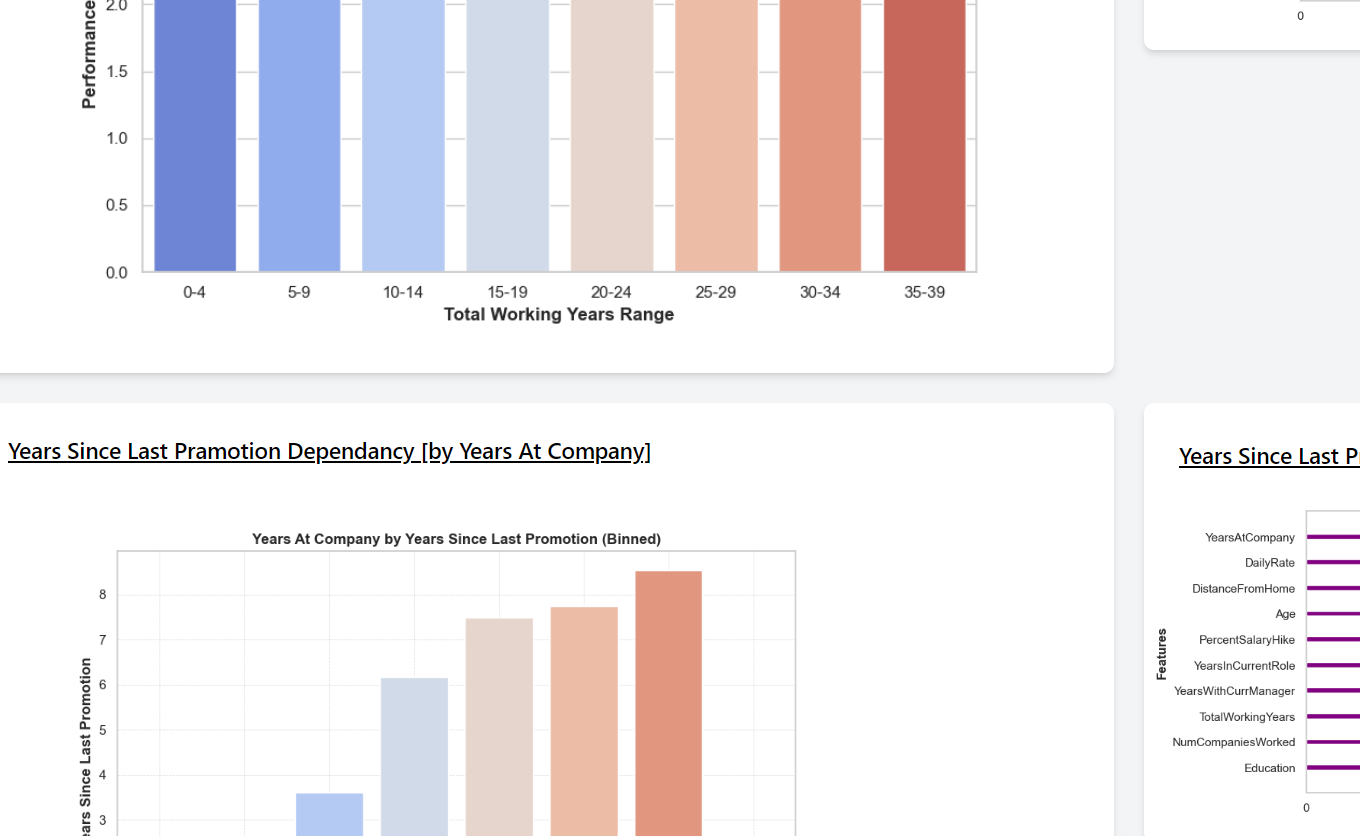 2.0
1.5
1.0
0.5
0.0
Performance
0-4 5-9 10-14 15-19 20-24 25-29 30-34 35-39
Total Working Years Range
0
Years Since Last Pramotion Dependancy [by Years At Company]
Years At Company by Years Since Last Promotion (Binned)
8
7
6
5
4
3
Years Since Last Promotion
Years Since Last P
Features
YearsAtCompany
DailyRate
DistanceFromHome
Age
PercentSalaryHike
YearsInCurrentRole
YearsWithCurrManager
TotalWorkingYears
NumCompaniesWorked
Education
0